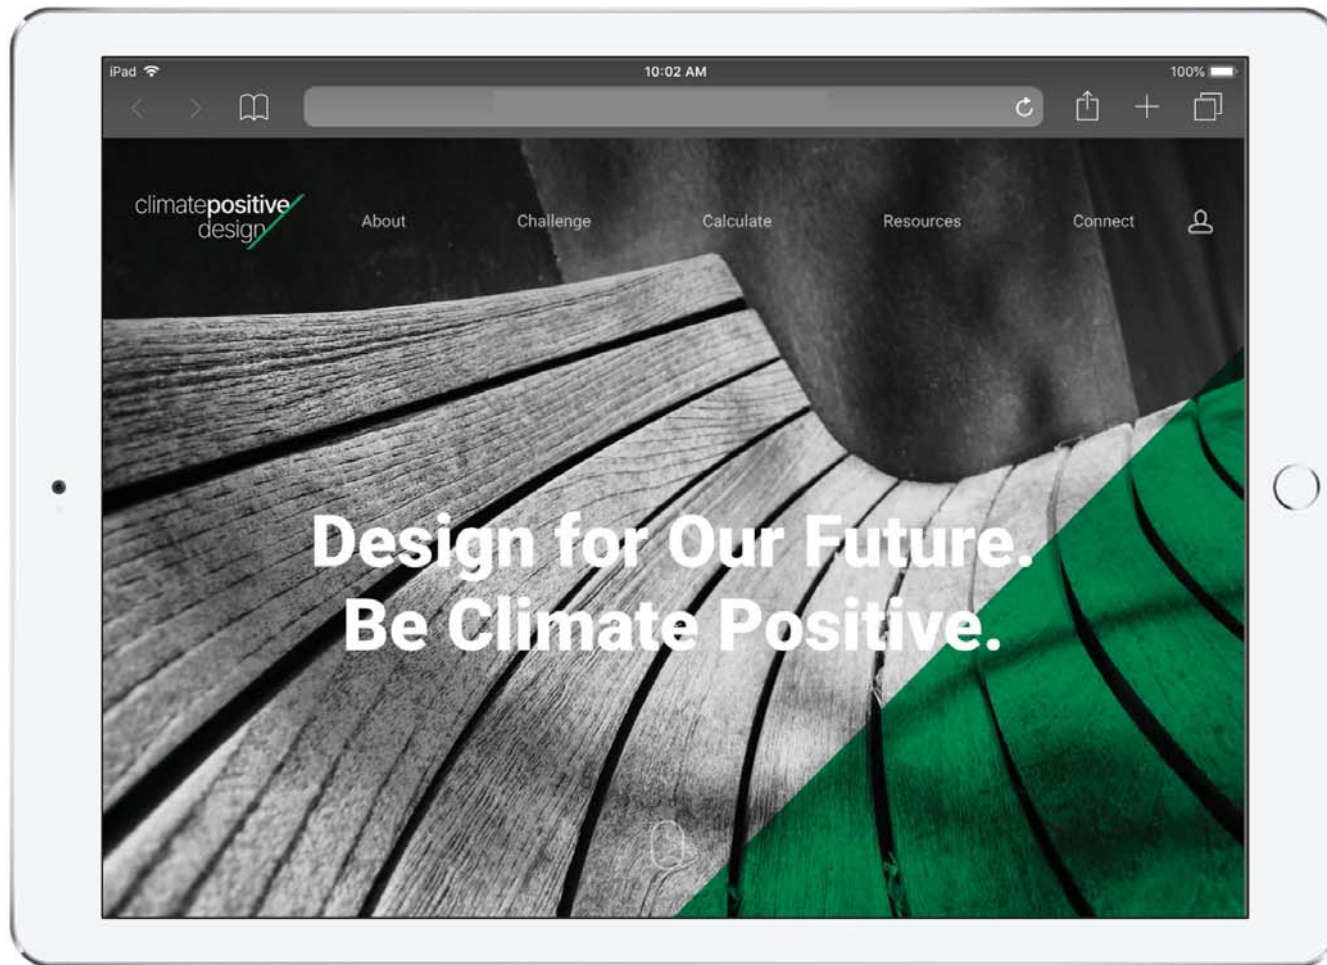 iPad
10:02 AM
100%
climatepositive
design
About
Challenge
Calculate
Resources
Connect
Design for Our Future.
Be Climate Positive.